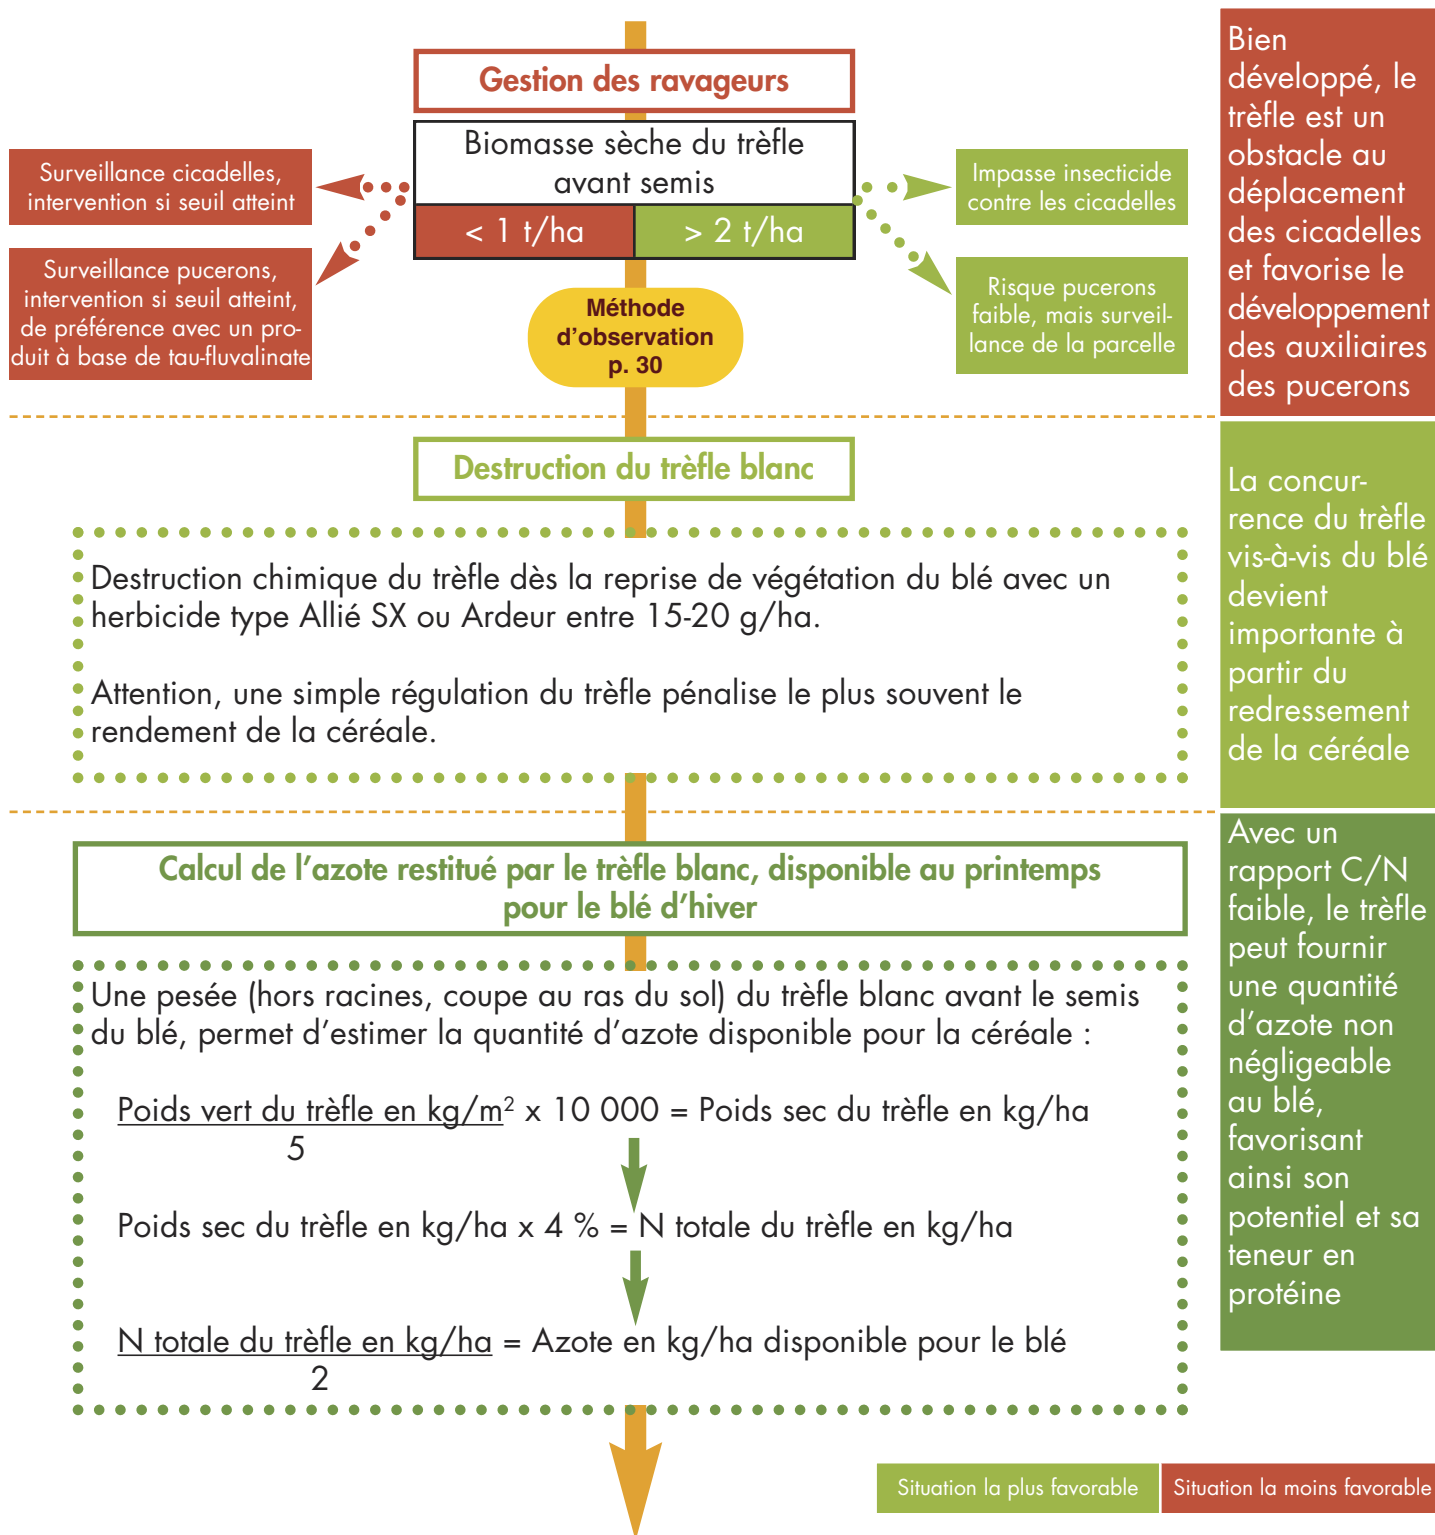 Gestion des ravageurs
Biomasse sèche du trèfle
avant semis
< 1 t/ha
> 2 t/ha
Surveillance cicadelles,
intervention si seuil atteint
Surveillance pucerons,
intervention si seuil atteint,
de préférence avec un pro-
duit à base de tau-fluvalinate
Impasse insecticide
contre les cicadelles
Risque pucerons
faible, mais surveil-
lance de la parcelle
Méthode
d'observation
p. 30
Bien
développé, le
trèfle est un
obstacle au
déplacement
des cicadelles
et favorise le
développement
des auxiliaires
des pucerons
Destruction du trèfle blanc
Destruction chimique du trèfle dès la reprise de végétation du blé avec un
herbicide type Allié SX ou Ardeur entre 15-20 g/ha.
Attention, une simple régulation du trèfle pénalise le plus souvent le
rendement de la céréale.
La concur-
rence du trèfle
vis-à-vis du blé
devient
importante à
partir du
redressement
de la céréale
Calcul de l'azote restitué par le trèfle blanc, disponible au printemps
pour le blé d'hiver
Une pesée (hors racines, coupe au ras du sol) du trèfle blanc avant le semis
du blé, permet d'estimer la quantité d'azote disponible pour la céréale :
Poids vert du trèfle en kg/m² x 10 000 = Poids sec du trèfle en kg/ha
5
Poids sec du trèfle en kg/ha x 4 % = N totale du trèfle en kg/ha
N totale du trèfle en kg/ha = Azote en kg/ha disponible pour le blé
2
Avec un
rapport C/N
faible, le trèfle
peut fournir
une quantité
d'azote non
négligeable
au blé,
favorisant
ainsi son
potentiel et sa
teneur en
protéine
Situation la plus favorable
Situation la moins favorable